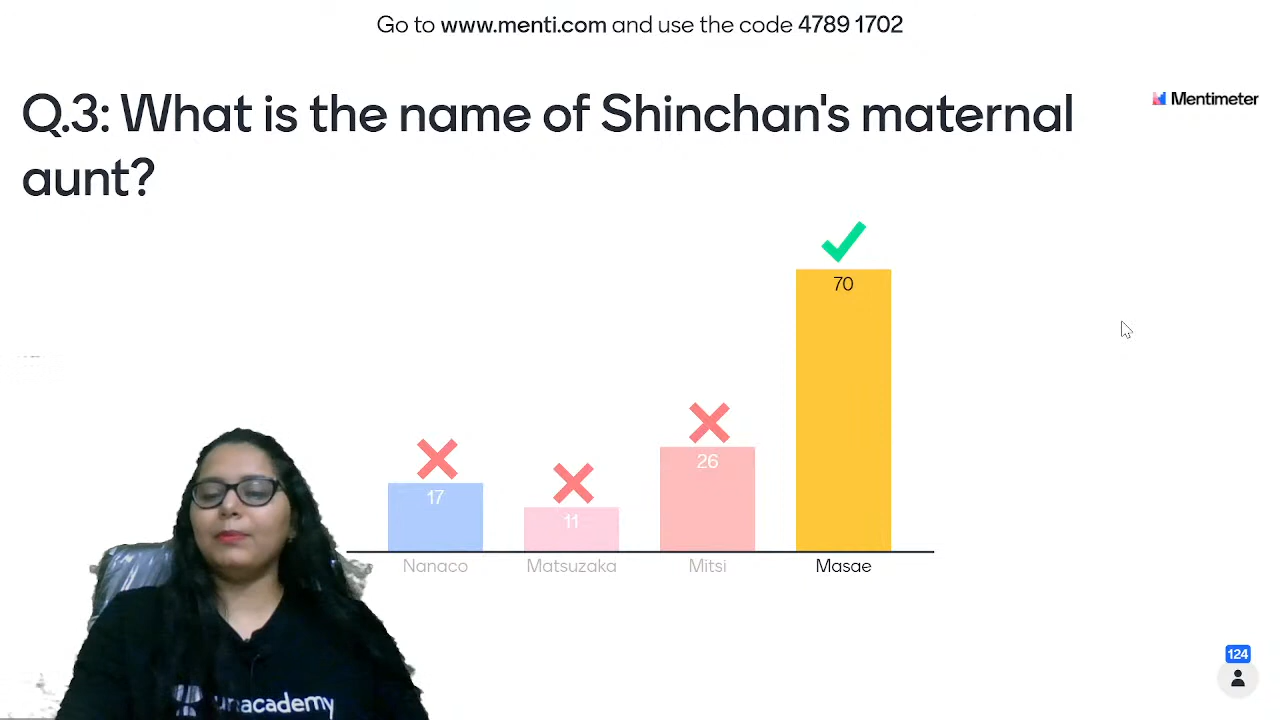 Go to www.menti.com and use the code 4789 1702
Q.3: What is the name of Shinchan's maternal
aunt?
Mentimeter
70
26
17
11
Nanaco Matsuzaka Mitsi Masae
124
unacademy